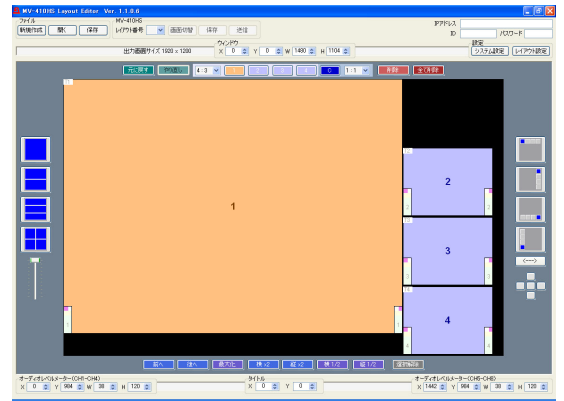 MV-410HS Layout Editor Ver. 1.1.0.6
ファイル
新規作成 開く 保存
MV-410HS
レイアウト番号 画面切替 保存 送信
IPアドレス
ID パスワード
出力画面サイズ 1920 x 1200
ウィンドウ
X 0 Y 0 W 1480 H 1104
設定
システム設定 レイアウト設定
元に戻す やり直し 4:3 1 2 3 4 C 1:1 削除 全て削除
1
2
3
4
<--->
前へ 後へ 最大化 横 x2 縦 x2 横 1/2 縦 1/2 選択解除
オーディオレベルメーター(CH1-CH4)
X 0 Y 984 W 38 H 120
タイトル
X 0 Y 0
オーディオレベルメーター(CH5-CH8)
X 1442 Y 984 W 38 H 120